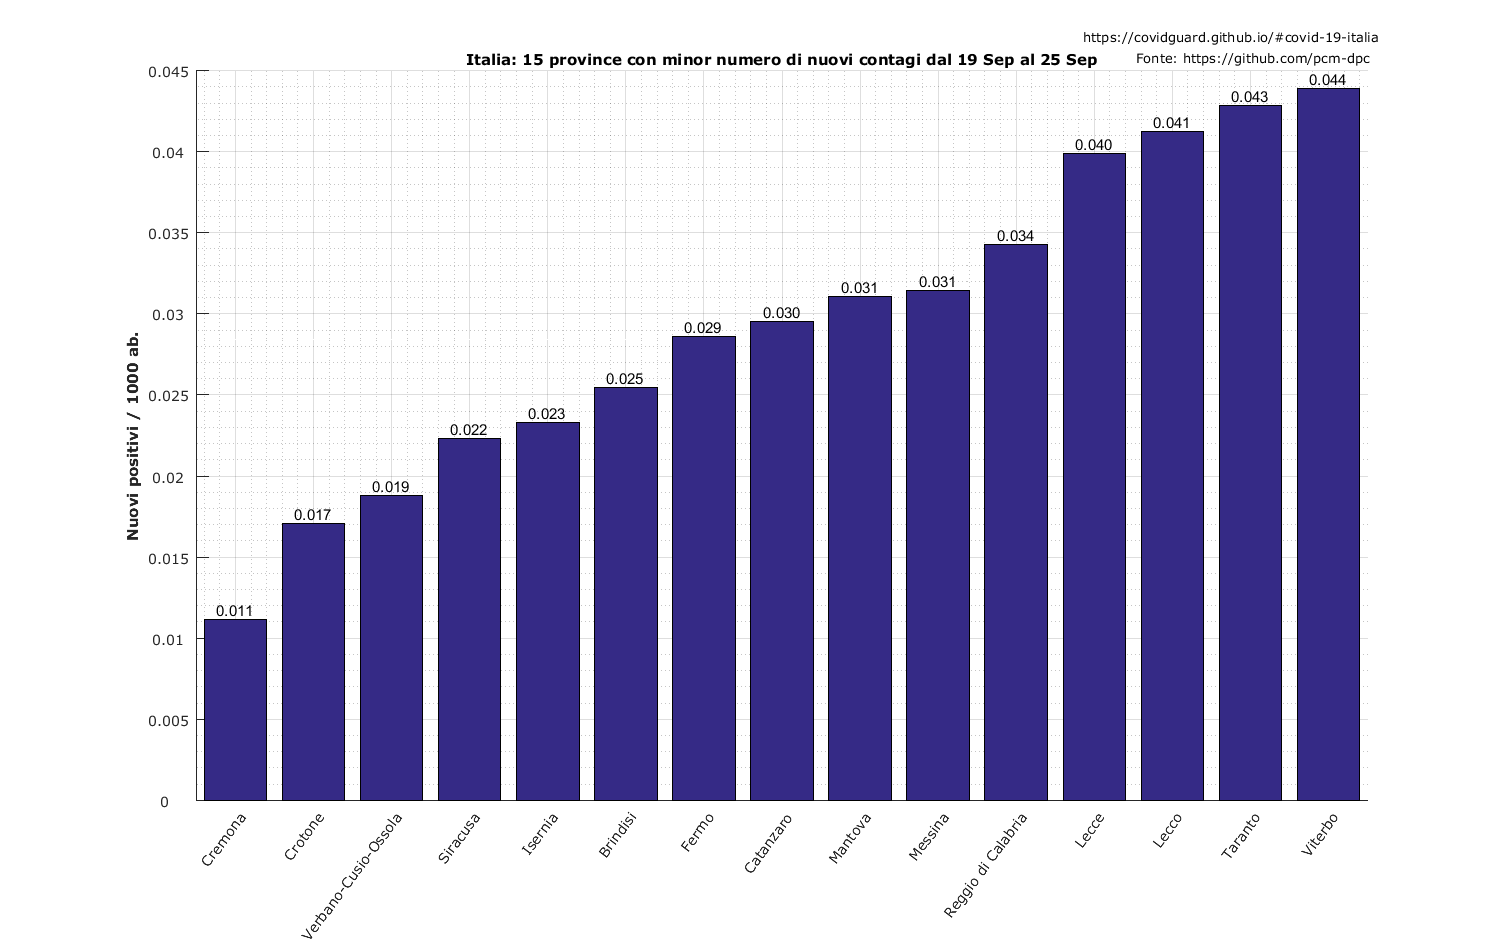 https://covidguard.github.io/#covid-19-italia
Italia: 15 province con minor numero di nuovi contagi dal 19 Sep al 25 Sep
Fonte: https://github.com/pcm-dpc
Nuovi positivi / 1000 ab.
0.045
0.04
0.035
0.03
0.025
0.02
0.015
0.01
0.005
0
0.011
0.017
0.019
0.022
0.023
0.025
0.029
0.030
0.031
0.031
0.034
0.040
0.041
0.043
0.044
Cremona
Crotone
Verbano-Cusio-Ossola
Siracusa
Isernia
Brindisi
Fermo
Catanzaro
Mantova
Messina
Reggio di Calabria
Lecce
Lecco
Taranto
Viterbo